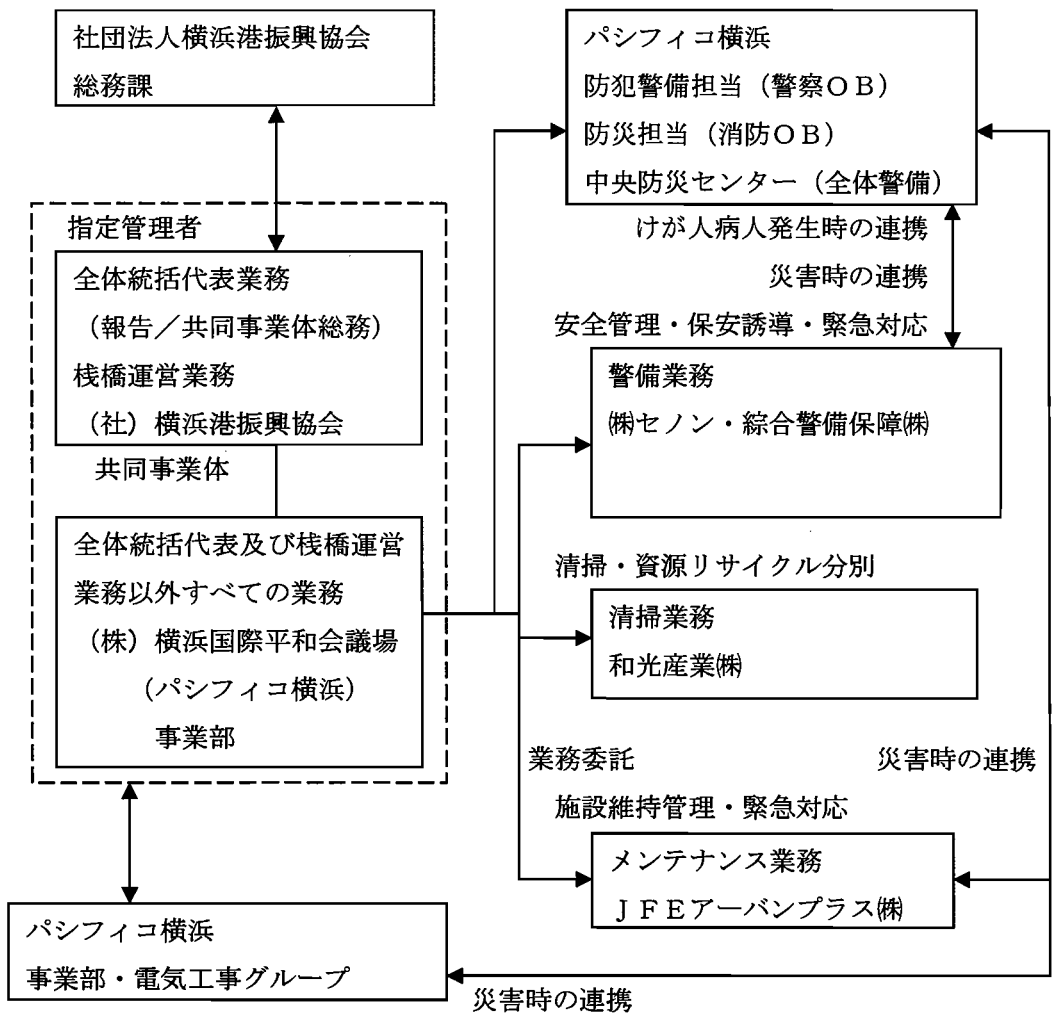 社団法人横浜港振興協会
総務課
指定管理者
全体統括代表業務
（報告／共同事業体総務）
桟橋運営業務
（社）横浜港振興協会
共同事業体
全体統括代表及び桟橋運営
業務以外すべての業務
（株）横浜国際平和会議場
（パシフィコ横浜）
事業部
パシフィコ横浜
事業部・電気工事グループ
パシフィコ横浜
防犯警備担当（警察ＯＢ）
防災担当（消防ＯＢ）
中央防災センター（全体警備）
けが人病人発生時の連携
災害時の連携
安全管理・保安誘導・緊急対応
警備業務
㈱セノン・綜合警備保障㈱
清掃・資源リサイクル分別
清掃業務
和光産業㈱
業務委託
災害時の連携
施設維持管理・緊急対応
メンテナンス業務
ＪＦＥアーバンプラス㈱
災害時の連携